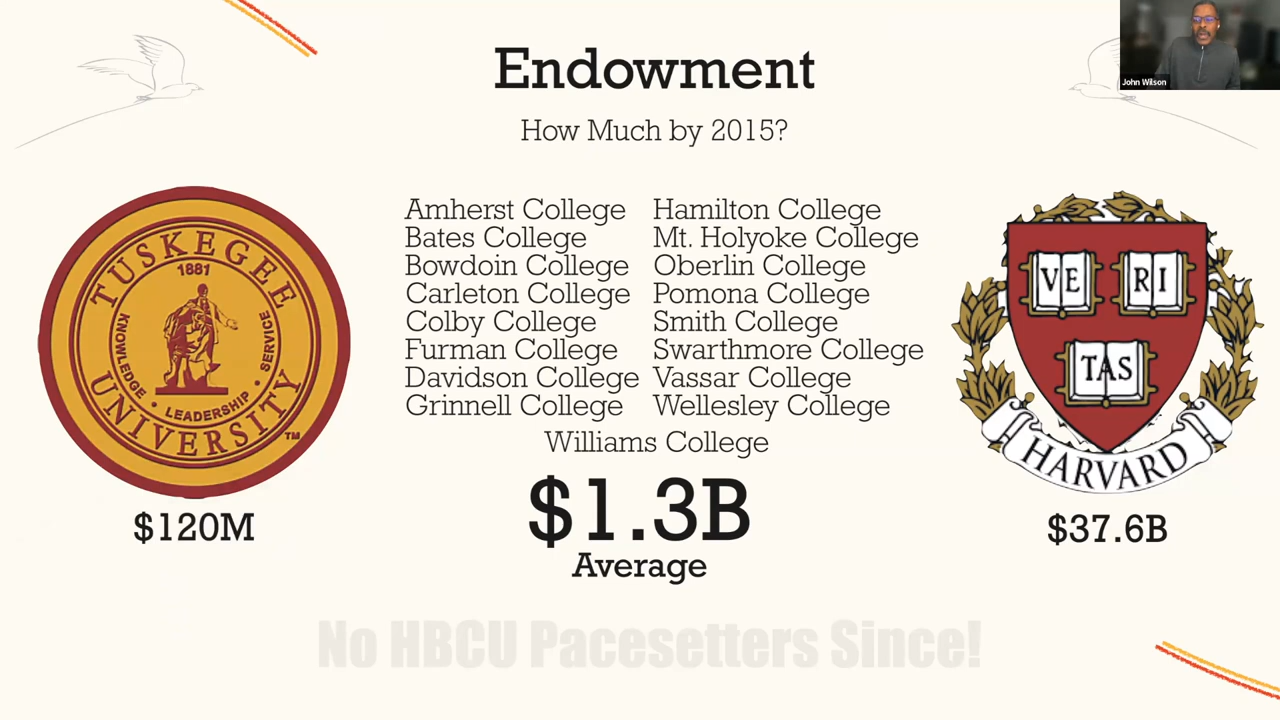 John Wilson
Endowment
How Much by 2015?
TUSKEGEE
1881
KNOWLEDGE • LEADERSHIP • SERVICE
UNIVERSITY
TM
$120M
Amherst College
Bates College
Bowdoin College
Carleton College
Colby College
Furman College
Davidson College
Grinnell College
Hamilton College
Mt. Holyoke College
Oberlin College
Pomona College
Smith College
Swarthmore College
Vassar College
Wellesley College
Williams College
$1.3B
Average
VE RI
TAS
HARVARD
$37.6B
No HBCU Pacesetters Since!